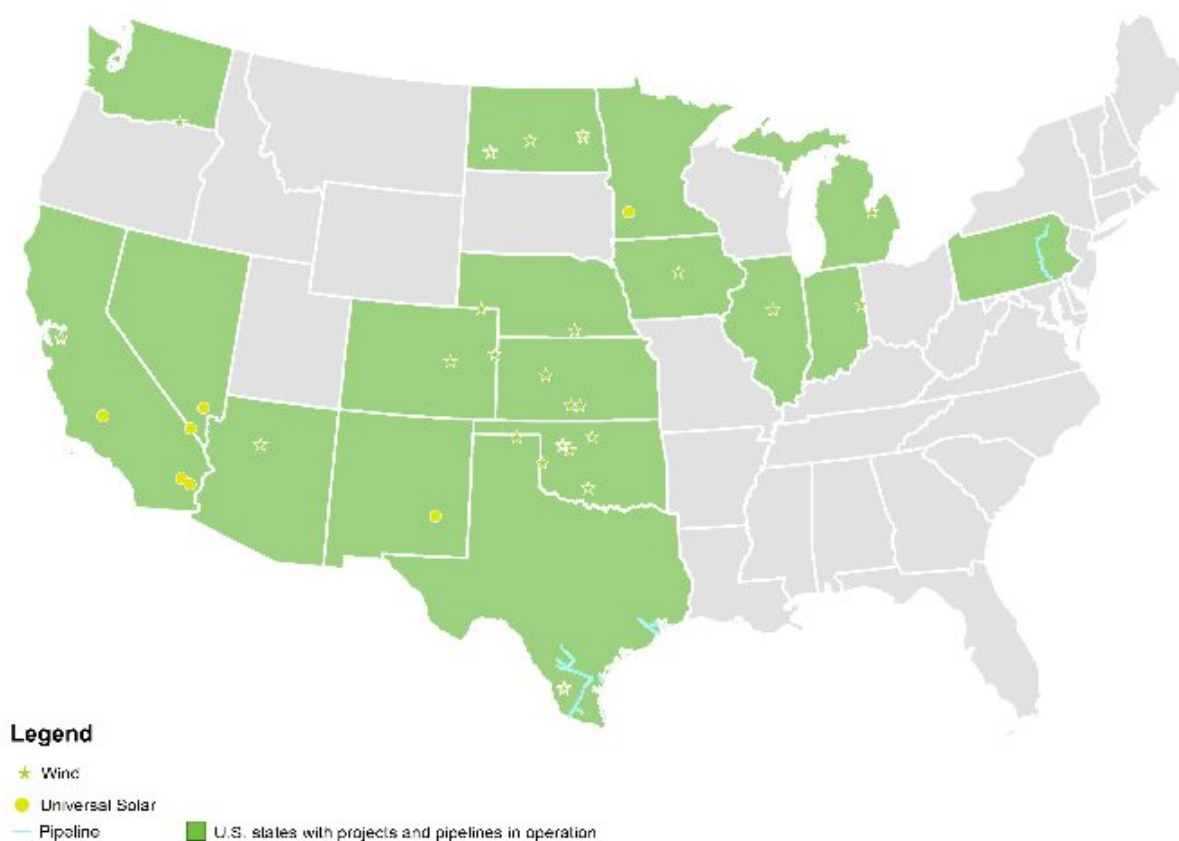 Legend
Wind
Universal Solar
Pipeline
U.S. states with projects and pipelines in operation